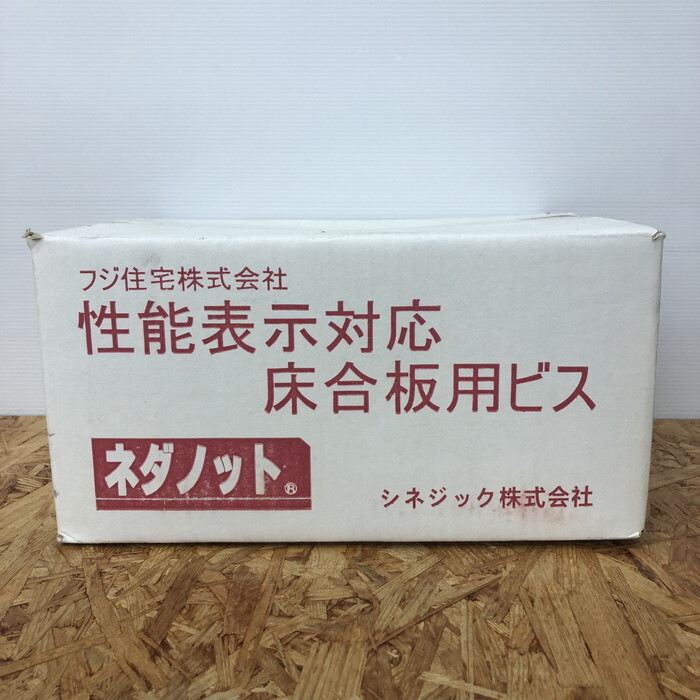 フジ住宅株式会社
性能表示対応
床合板用ビス
ネダノット®
シネジック株式会社